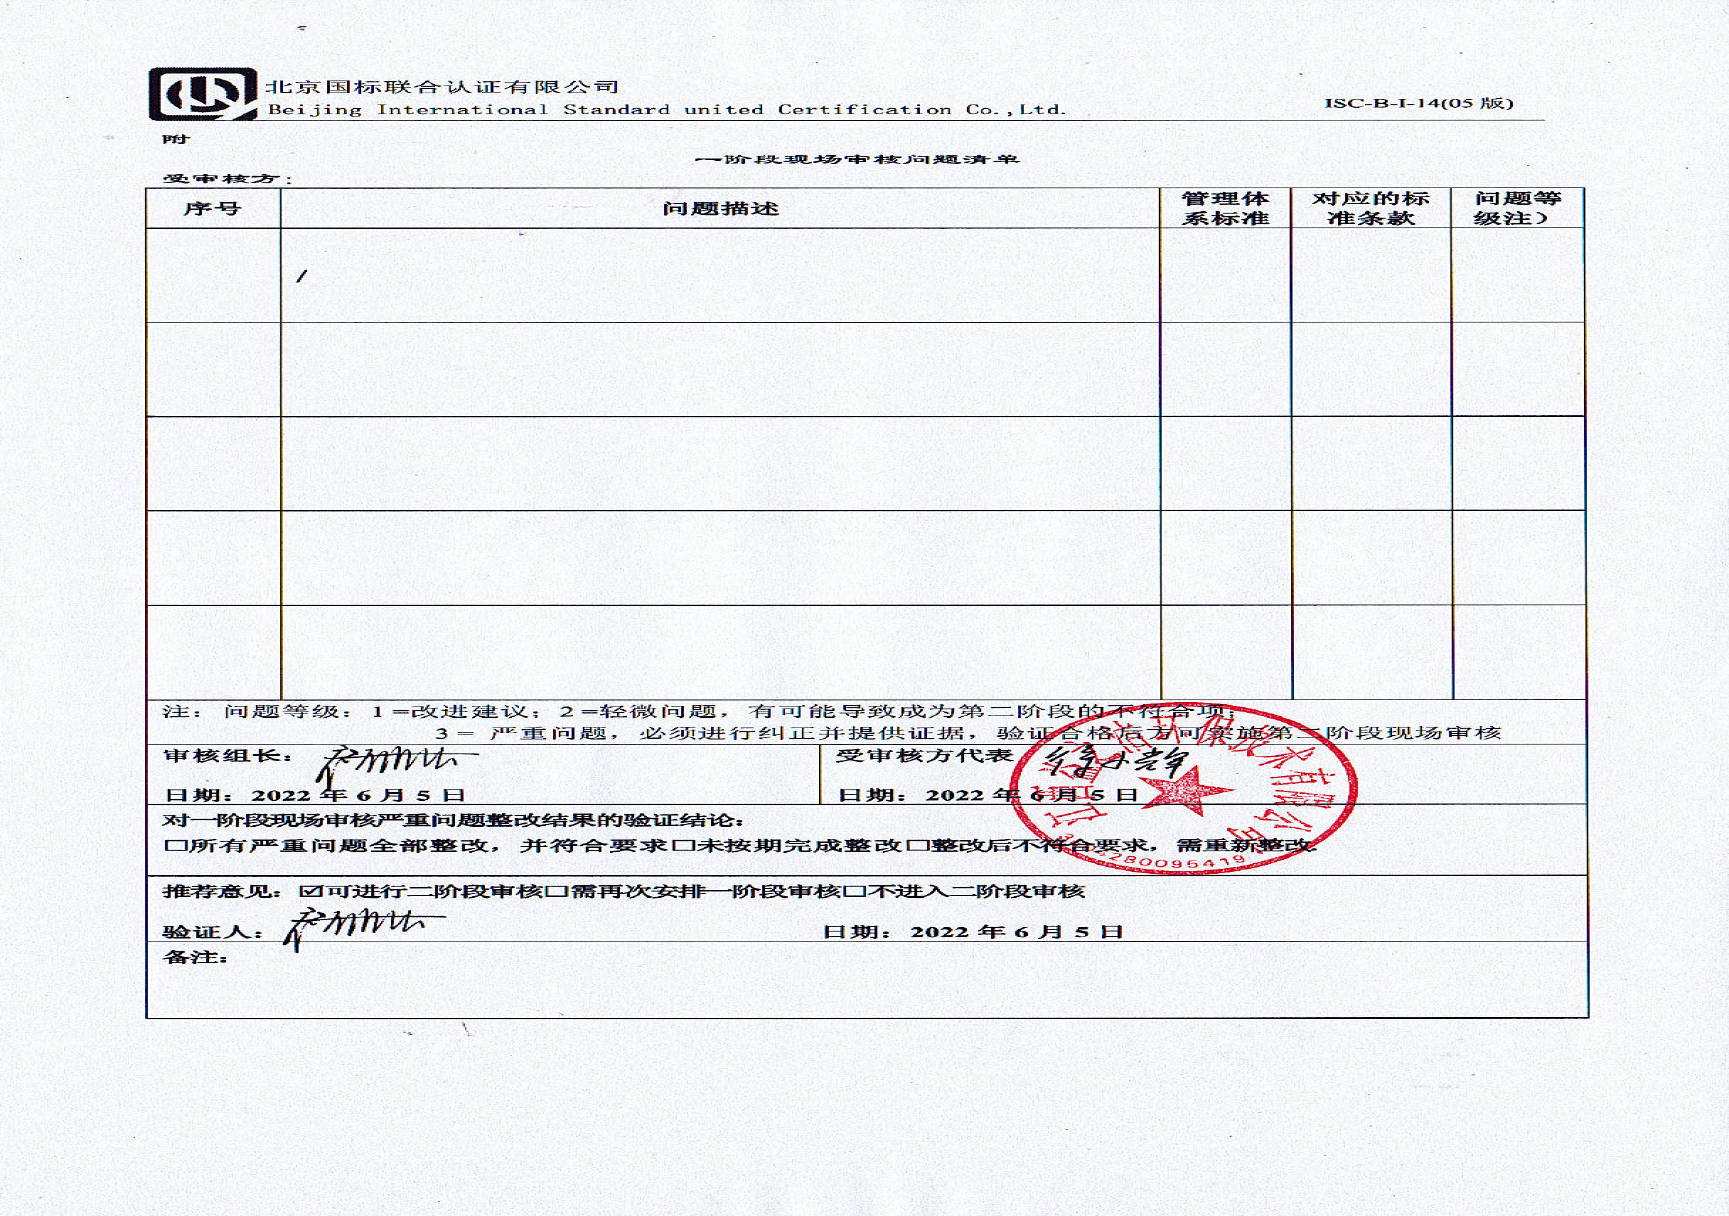 北京国标联合认证有限公司
Beijing International Standard united Certification Co.,Ltd.
ISC-B-I-14(05 版)
附
一阶段现场审核问题清单
受审核方：
序号 问题描述 管理体系标准 对应的标准条款 问题等级注）
/
注： 问题等级：1＝改进建议；2＝轻微问题，有可能导致成为第二阶段的不符合项；
3＝ 严重问题，必须进行纠正并提供证据，验证合格后方可实施第二阶段现场审核
审核组长：
受审核方代表
日期：2022 年 6 月 5 日
日期：2022 年 6 月 5 日
环保技术有限公司
对一阶段现场审核严重问题整改结果的验证结论：
□所有严重问题全部整改，并符合要求□未按期完成整改□整改后不符合要求，需重新整改.
推荐意见：☑可进行二阶段审核□需再次安排一阶段审核□不进入二阶段审核
验证人：
日期：2022 年 6 月 5 日
备注：